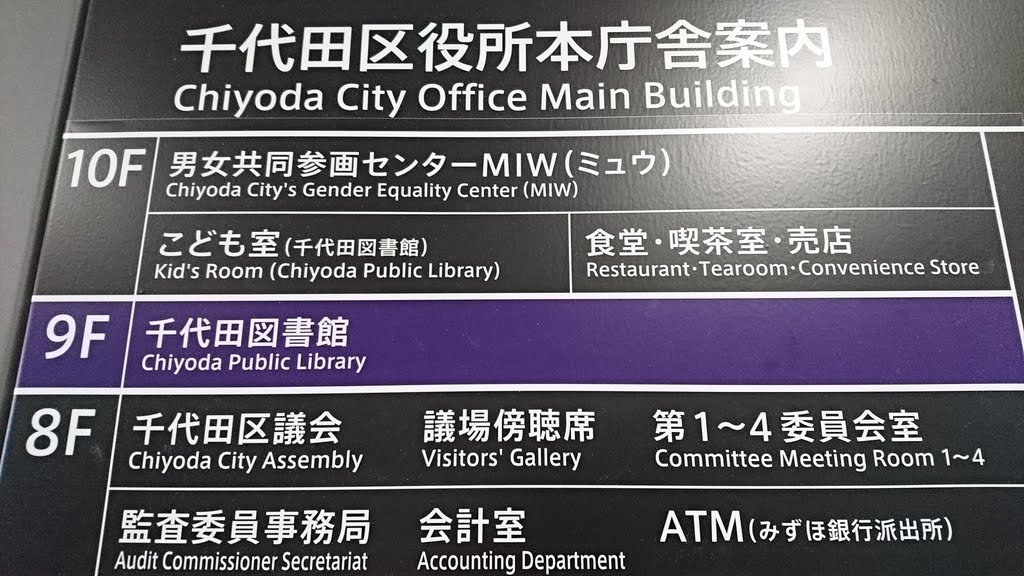 千代田区役所本庁舎案内
Chiyoda City Office Main Building
10F
男女共同参画センターMIW(ミュウ)
Chiyoda City's Gender Equality Center (MIW)
こども室(千代田図書館)
Kid's Room (Chiyoda Public Library)
食堂・喫茶室・売店
Restaurant·Tearoom·Convenience Store
9F
千代田図書館
Chiyoda Public Library
8F
千代田区議会
Chiyoda City Assembly
議場傍聴席
Visitors' Gallery
第1〜4委員会室
Committee Meeting Room 1〜4
監査委員事務局
Audit Commissioner Secretariat
会計室
Accounting Department
ATM(みずほ銀行派出所)